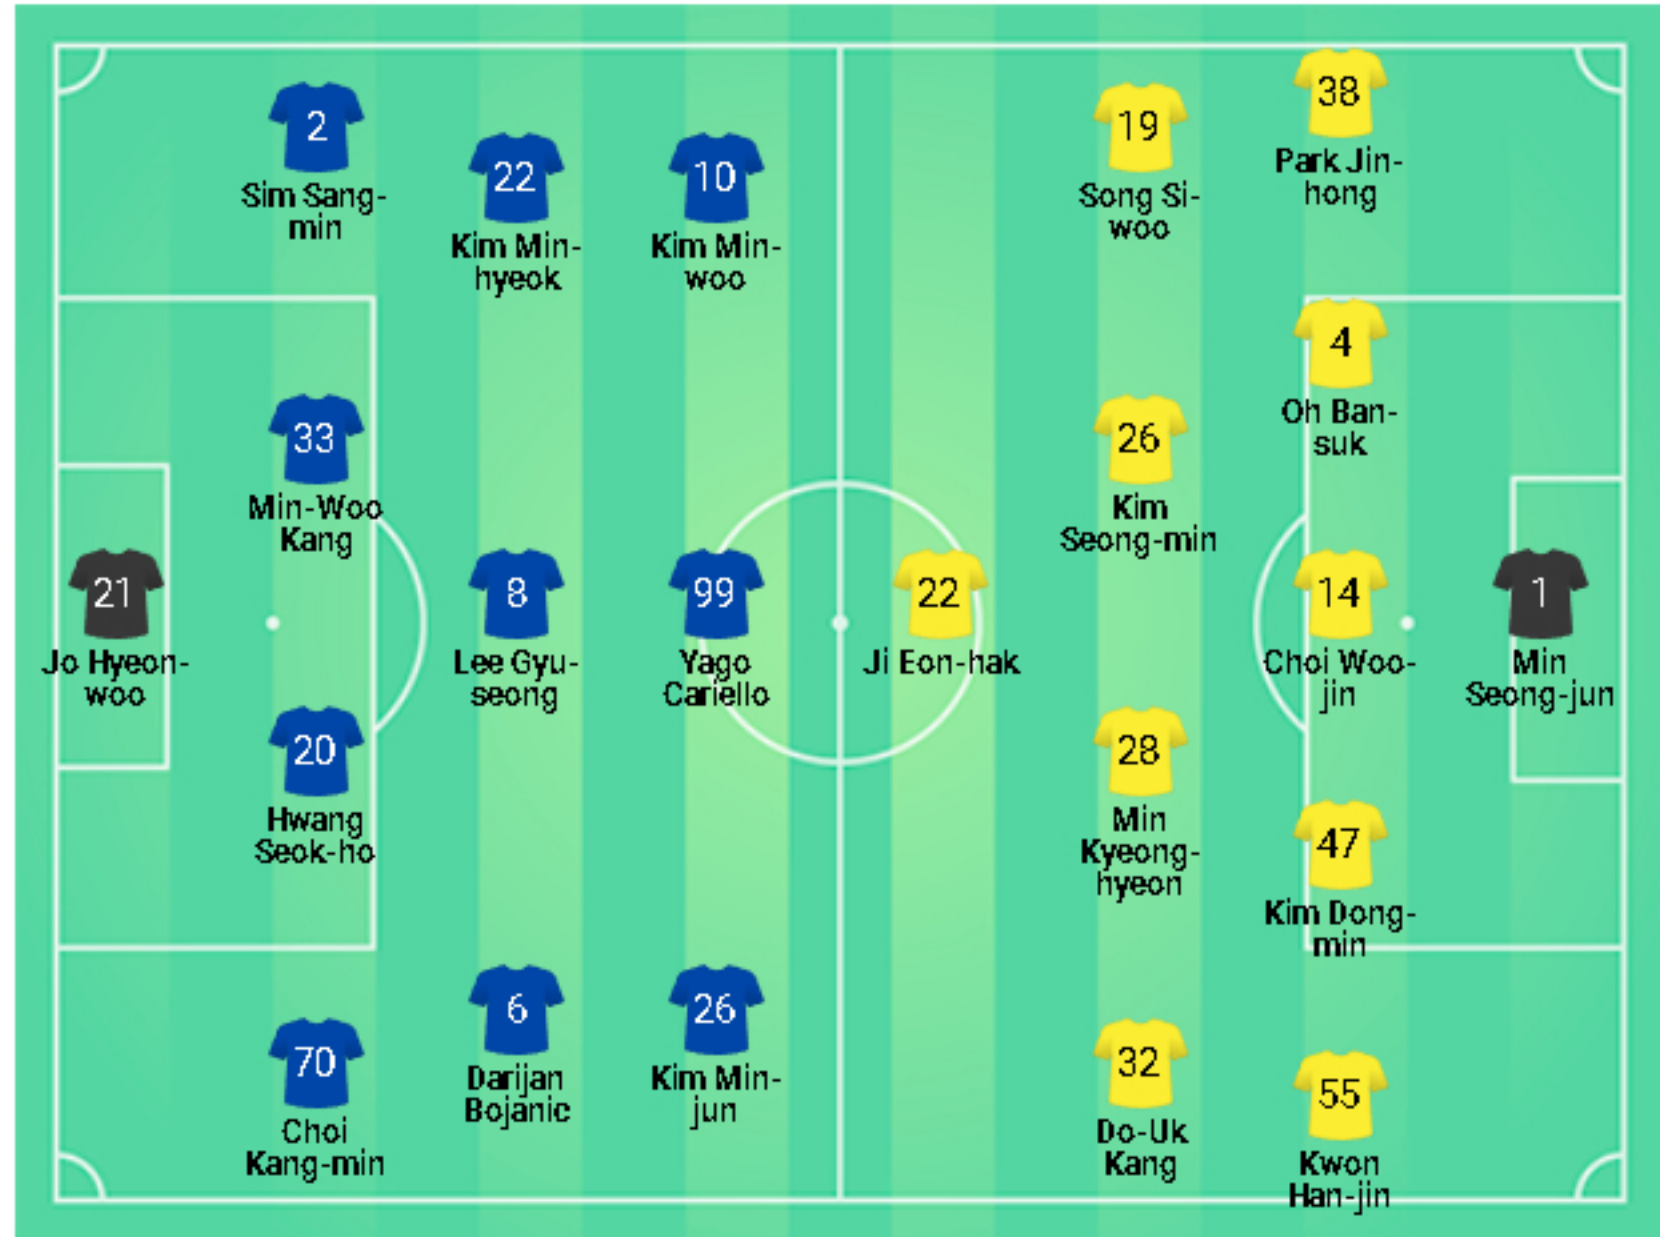 2
Sim Sang-
min
22
Kim Min-
hyeok
10
Kim Min-
woo
19
Song Si-
woo
38
Park Jin-
hong
33
Min-Woo
Kang
26
Kim
Seong-min
4
Oh Ban-
suk
21
Jo Hyeon-
woo
8
Lee Gyu-
seong
99
Yago
Cariello
22
Ji Eon-hak
14
Choi Woo-
jin
1
Min
Seong-jun
20
Hwang
Seok-ho
28
Min
Kyeong-
hyeon
47
Kim Dong-
min
70
Choi
Kang-min
6
Darijan
Bojanic
26
Kim Min-
jun
32
Do-Uk
Kang
55
Kwon
Han-jin